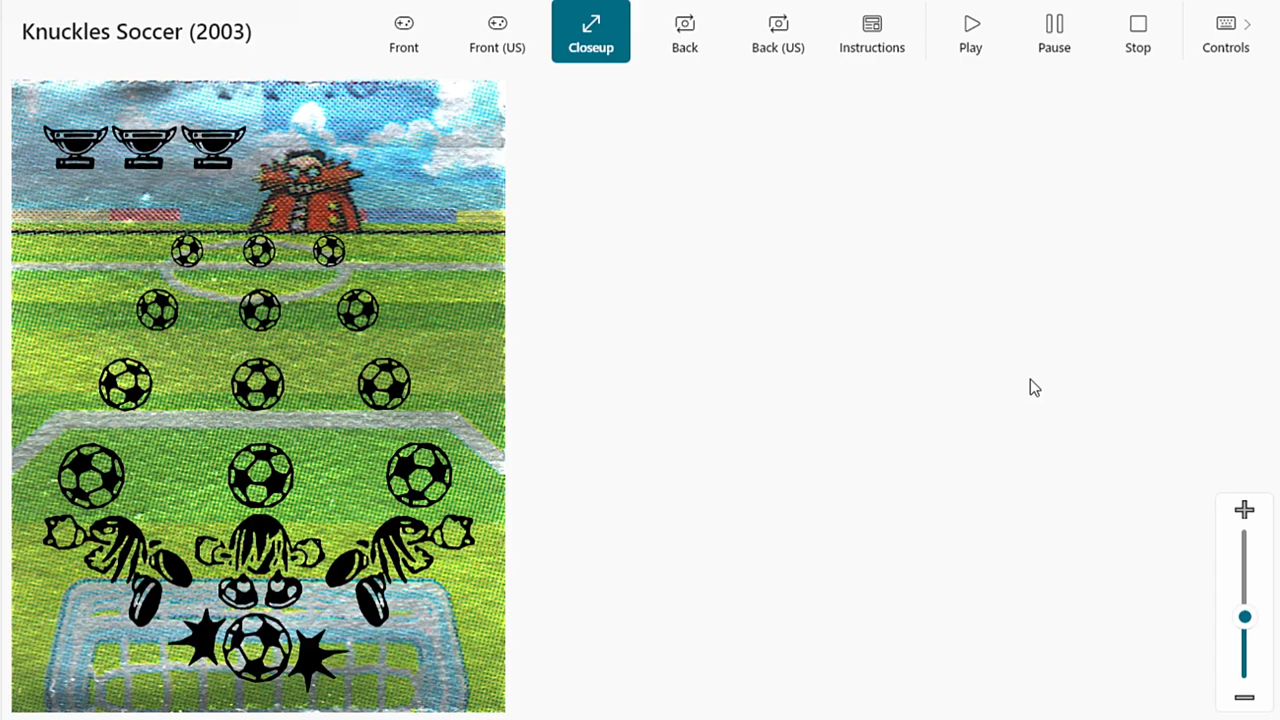 Knuckles Soccer (2003)
Front
Front (US)
Closeup
Back
Back (US)
Instructions
Play
Pause
Stop
Controls